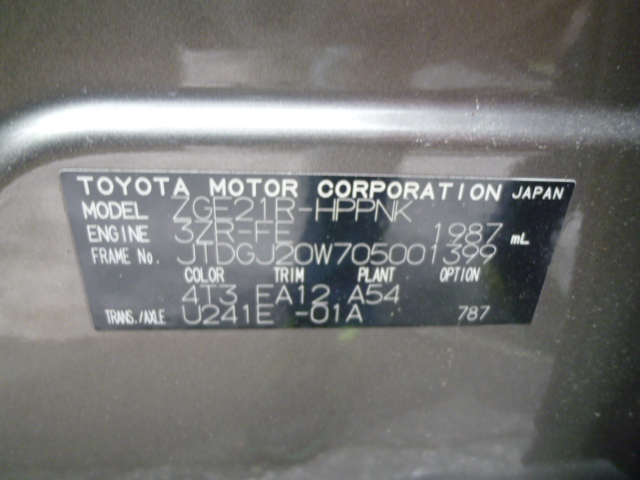 TOYOTA MOTOR CORPORATION JAPAN
MODEL ZGE21R-HPPNK
ENGINE 3ZR-FE 1987 mL
FRAME No. JTDGJ20W705001399
COLOR TRIM PLANT OPTION
4T3 EA12 A54
TRANS./AXLE U241E -01A 787